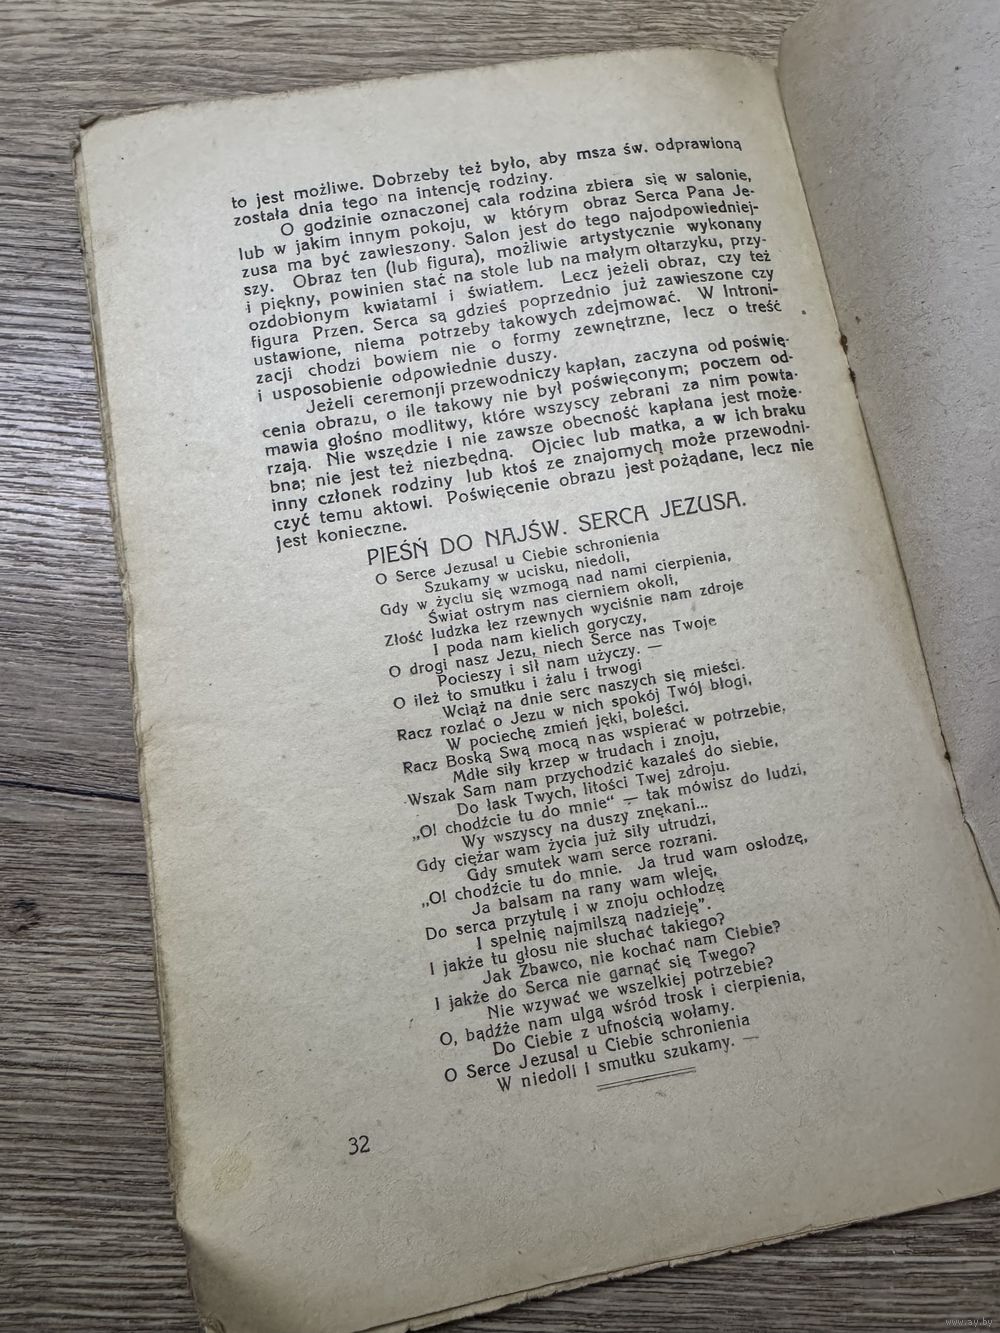 to jest możliwe. Dobrzeby też było, aby msza św. odprawioną
została dnia tego na intencję rodziny.
O godzinie oznaczonej cała rodzina zbiera się w salonie,
lub w jakim innym pokoju, w którym obraz Serca Pana Je-
zusa ma być zawieszony. Salon jest do tego najodpowiedniej-
szy. Obraz ten (lub figura), możliwie artystycznie wykonany
i piękny, powinien stać na stole lub na małym ołtarzyku, przy-
ozdobionym kwiatami i światłem. Lecz jeżeli obraz, czy też
figura Przen. Serca są gdzieś poprzednio już zawieszone czy
ustawione, niema potrzeby takowych zdejmować. W Introni-
zacji chodzi bowiem nie o formy zewnętrzne, lecz o treść
i usposobienie odpowiednie duszy.
Jeżeli ceremonji przewodniczy kapłan, zaczyna od poświę-
cenia obrazu, o ile takowy nie był poświęconym; poczem od-
mawia głośno modlitwy, które wszyscy zebrani za nim powta-
rzają. Nie wszędzie i nie zawsze obecność kapłana jest może-
bna; nie jest też niezbędną. Ojciec lub matka, a w ich braku
inny członek rodziny lub ktoś ze znajomych może przewodni-
czyć temu aktowi. Poświęcenie obrazu jest pożądane, lecz nie
jest konieczne.
PIEŚŃ DO NAJŚW. SERCA JEZUSA.
O Serce Jezusa! u Ciebie schronienia
Szukamy w ucisku, niedoli,
Gdy w życiu się wzmogą nad nami cierpienia,
Świat ostrym nas cierniem okoli,
Złość ludzka łez rzewnych wyciśnie nam zdroje
I poda nam kielich goryczy,
O drogi nasz Jezu, niech Serce nas Twoje
Pocieszy i sił nam użyczy. —
O ileż to smutku i żalu i trwogi
Wciąż na dnie serc naszych się mieści.
Racz rozlać o Jezu w nich spokój Twój błogi,
W pociechę zmień jęki, boleści.
Racz Boską Swą mocą nas wspierać w potrzebie,
Mdłe siły krzep w trudach i znoju,
Wszak Sam nam przychodzić kazałeś do siebie,
Do łask Twych, litości Twej zdroju.
„O! chodźcie tu do mnie“ — tak mówisz do ludzi,
Wy wszyscy na duszy znękani...
Gdy ciężar wam życia już siły utrudzi,
Gdy smutek wam serce rozrani.
„O! chodźcie tu do mnie. Ja trud wam osłodzę,
Ja balsam na rany wam wleję,
Do serca przytulę i w znoju ochłodzę
I spełnię najmilszą nadzieję”.
I jakże tu głosu nie słuchać takiego?
Jak Zbawco, nie kochać nam Ciebie?
I jakże do Serca nie garnąć się Twego?
Nie wzywać we wszelkiej potrzebie?
O, bądźże nam ulgą wśród trosk i cierpienia,
Do Ciebie z ufnością wołamy.
O Serce Jezusa! u Ciebie schronienia
W niedoli i smutku szukamy. —
32
www.ay.by